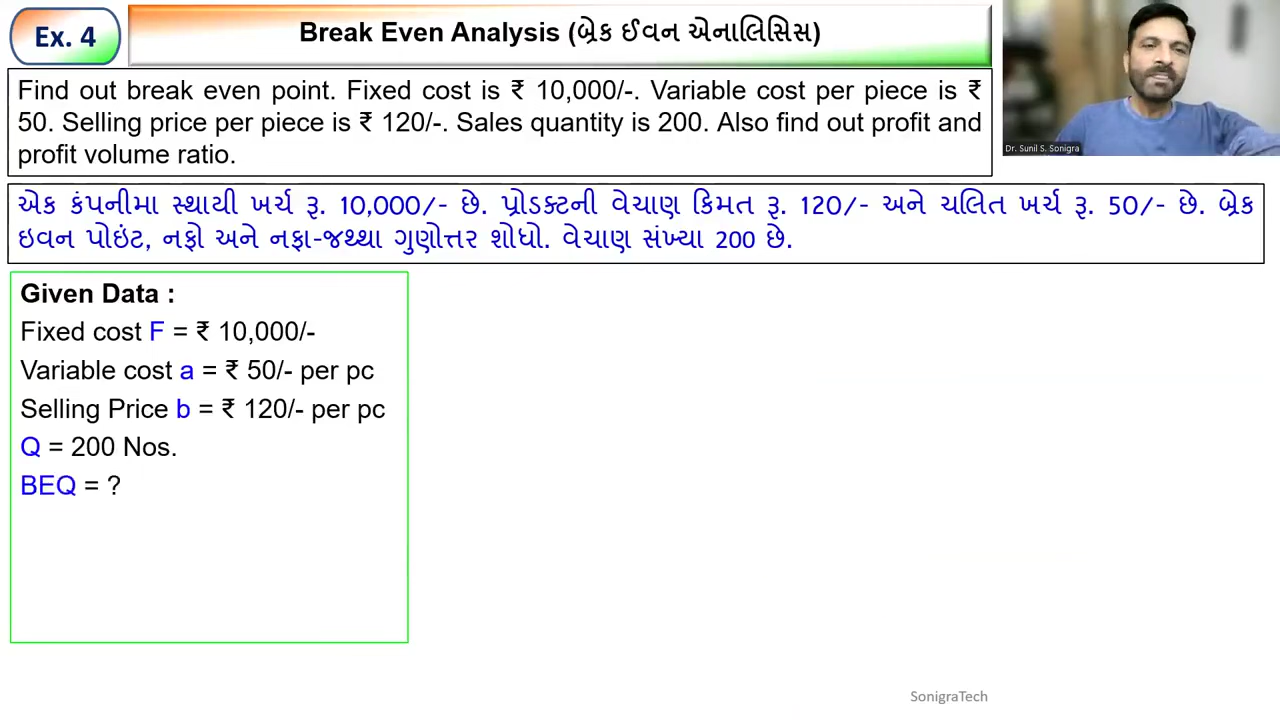 Ex. 4
Break Even Analysis (બ્રેક ઈવન એનાલિસિસ)
Find out break even point. Fixed cost is ₹ 10,000/-. Variable cost per piece is ₹
50. Selling price per piece is ₹ 120/-. Sales quantity is 200. Also find out profit and
profit volume ratio.
Dr. Sunil S. Sonigra
એક કંપનીમા સ્થાયી ખર્ચ રૂ. 10,000/- છે. પ્રોડક્ટની વેચાણ કિમત રૂ. 120/- અને ચલિત ખર્ચ રૂ. 50/- છે. બ્રેક
ઇવન પોઇંટ, નફો અને નફા-જથ્થા ગુણોત્તર શોધો. વેચાણ સંખ્યા 200 છે.
Given Data :
Fixed cost F = ₹ 10,000/-
Variable cost a = ₹ 50/- per pc
Selling Price b = ₹ 120/- per pc
Q = 200 Nos.
BEQ = ?
SonigraTech